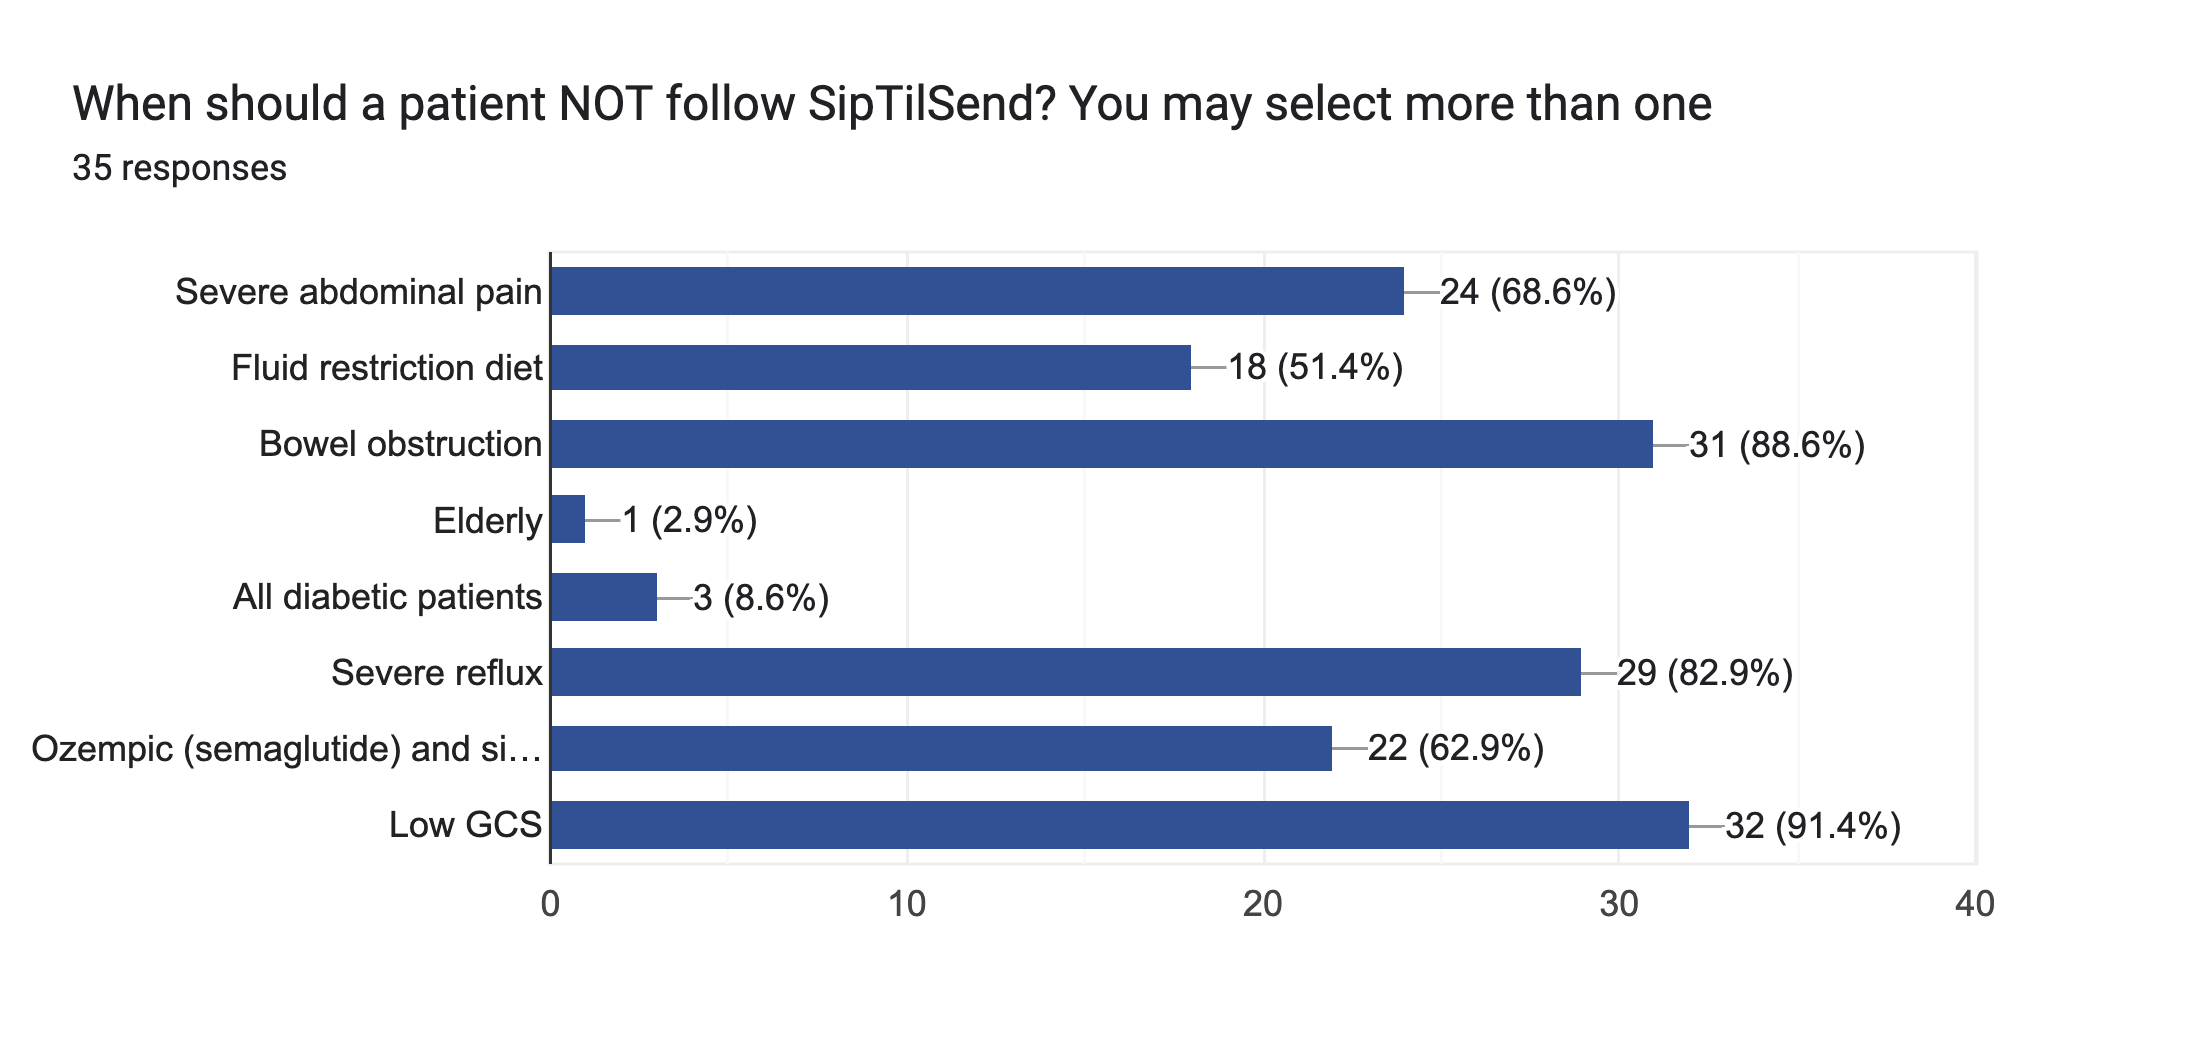 When should a patient NOT follow SipTilSend? You may select more than one
35 responses
Severe abdominal pain 24 (68.6%)
Fluid restriction diet 18 (51.4%)
Bowel obstruction 31 (88.6%)
Elderly 1 (2.9%)
All diabetic patients 3 (8.6%)
Severe reflux 29 (82.9%)
Ozempic (semaglutide) and si… 22 (62.9%)
Low GCS 32 (91.4%)
0 10 20 30 40